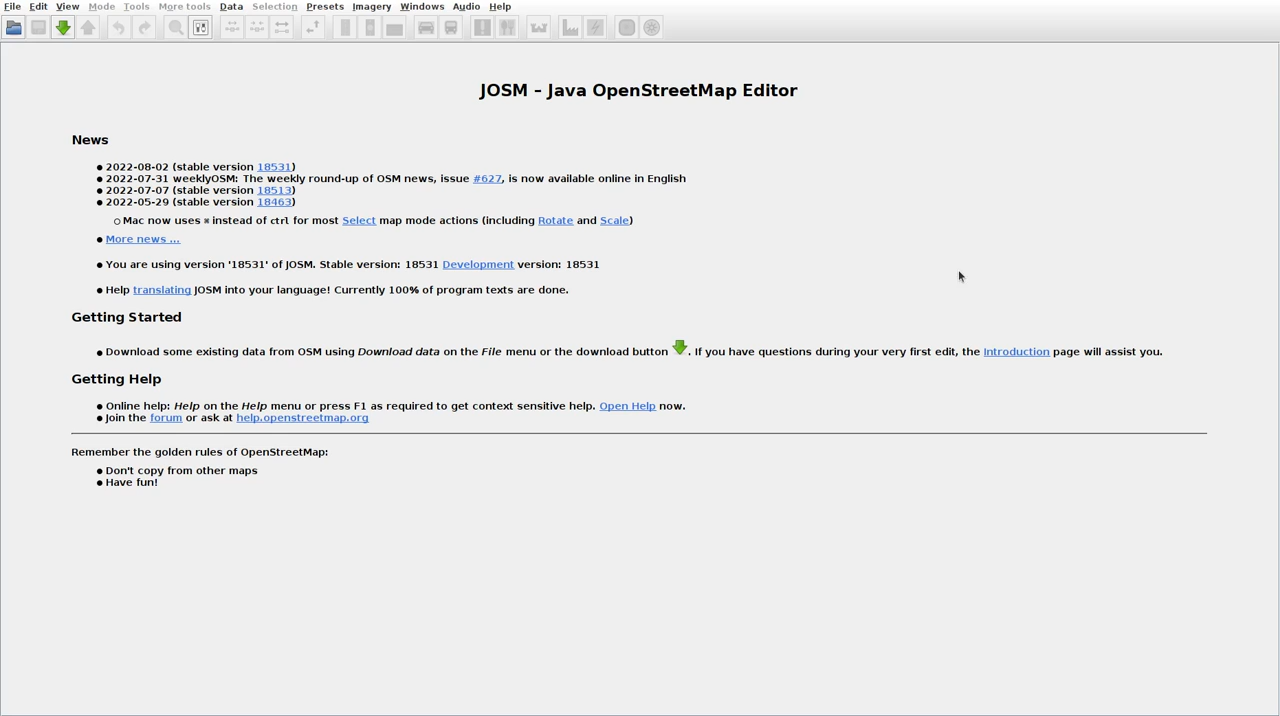 File Edit View Mode Tools More tools Data Selection Presets Imagery Windows Audio Help
JOSM – Java OpenStreetMap Editor
News
2022-08-02 (stable version 18531)
2022-07-31 weeklyOSM: The weekly round-up of OSM news, issue #627, is now available online in English
2022-07-07 (stable version 18513)
2022-05-29 (stable version 18463)
Mac now uses ⌘ instead of ctrl for most Select map mode actions (including Rotate and Scale)
More news ...
You are using version '18531' of JOSM. Stable version: 18531 Development version: 18531
Help translating JOSM into your language! Currently 100% of program texts are done.
Getting Started
Download some existing data from OSM using Download data on the File menu or the download button . If you have questions during your very first edit, the Introduction page will assist you.
Getting Help
Online help: Help on the Help menu or press F1 as required to get context sensitive help. Open Help now.
Join the forum or ask at help.openstreetmap.org
Remember the golden rules of OpenStreetMap:
Don't copy from other maps
Have fun!